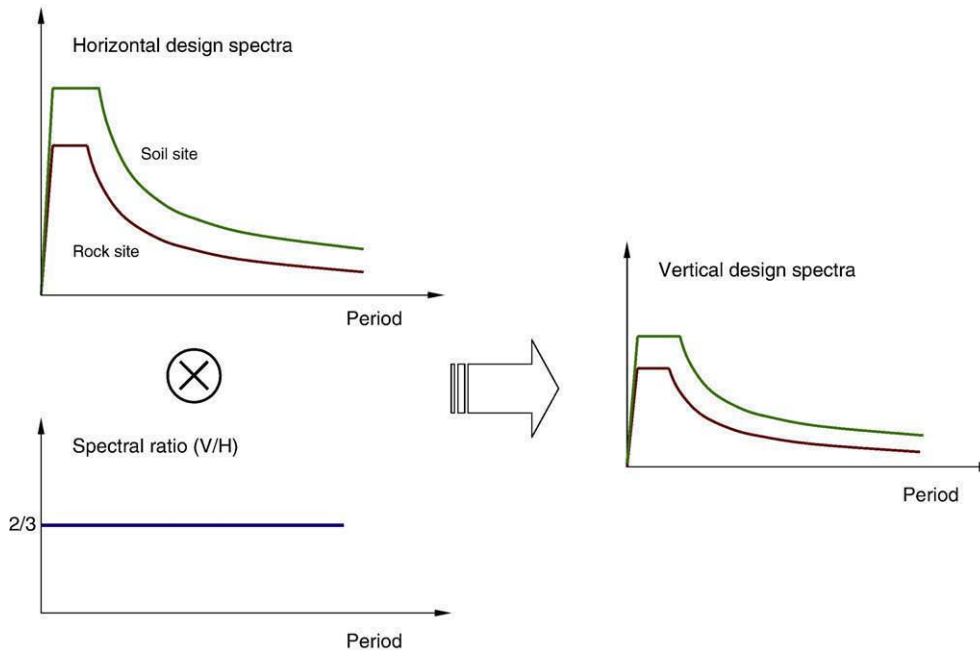 Horizontal design spectra
Soil site
Rock site
Period
Spectral ratio (V/H)
2/3
Period
Vertical design spectra
Period